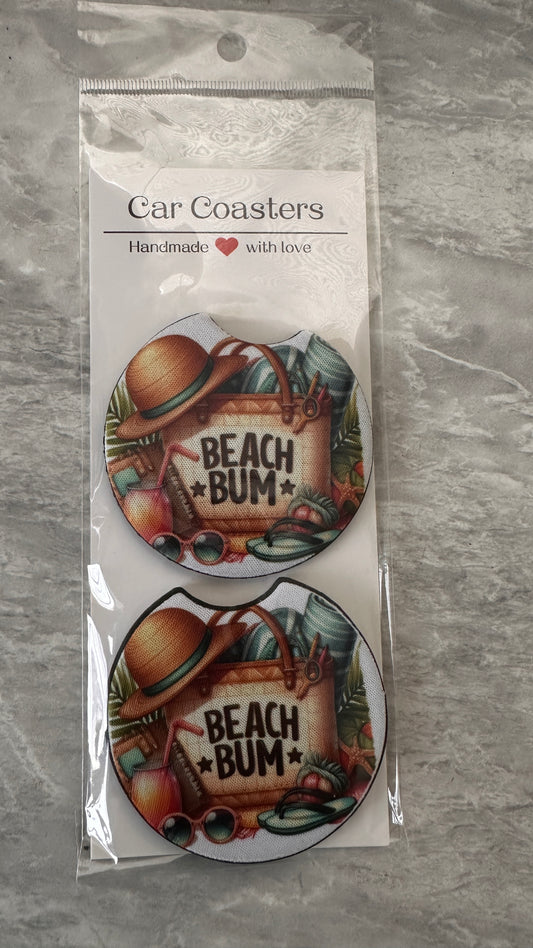 Car Coasters
Handmade ❤ with love
BEACH
★BUM★
BEACH
★BUM★